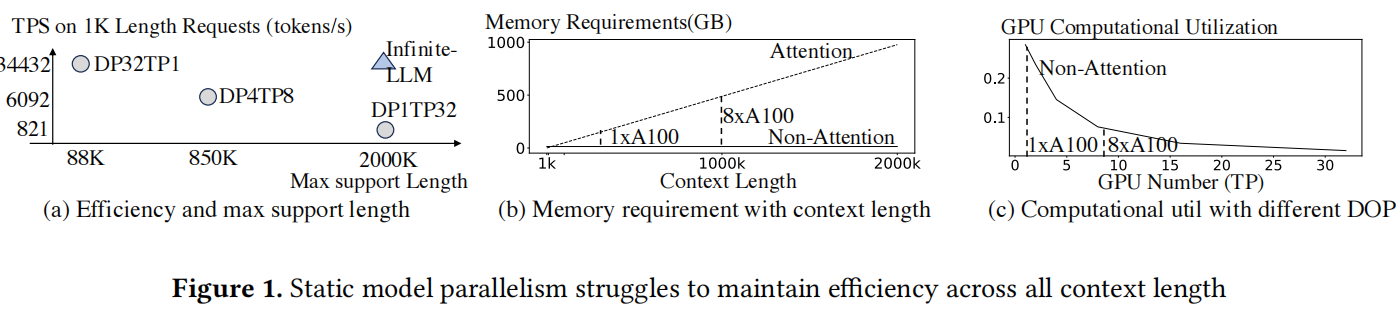 TPS on 1K Length Requests (tokens/s)
34432
6092
821
DP32TP1
DP4TP8
Infinite-
LLM
DP1TP32
88K
850K
2000K
Max support Length
(a) Efficiency and max support length
Memory Requirements(GB)
1000
500
0
Attention
8xA100
1xA100
Non-Attention
1k
1000k
2000k
Context Length
(b) Memory requirement with context length
GPU Computational Utilization
0.2
0.1
Non-Attention
1xA100
8xA100
0
5
10
15
20
25
30
GPU Number (TP)
(c) Computational util with different DOP
Figure 1. Static model parallelism struggles to maintain efficiency across all context length